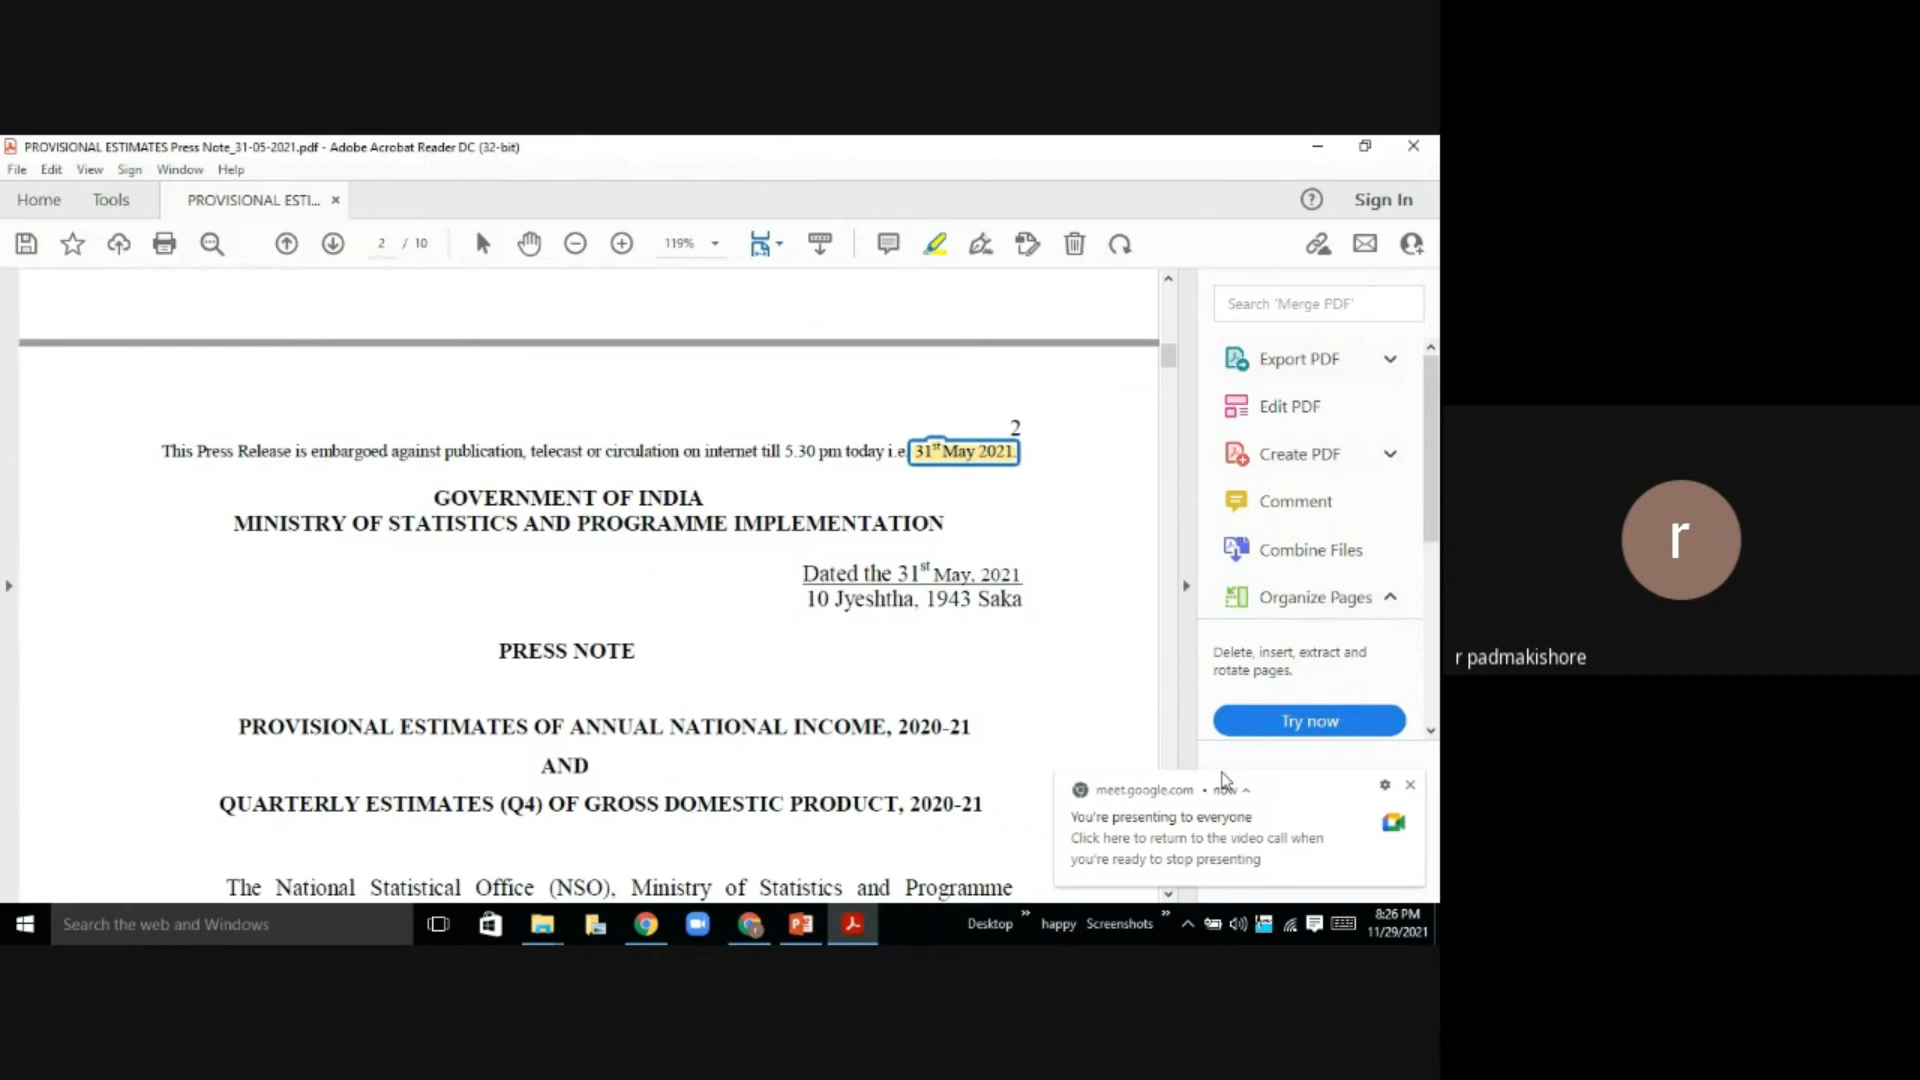 PROVISIONAL ESTIMATES Press Note_31-05-2021.pdf - Adobe Acrobat Reader DC (32-bit)
File Edit View Sign Window Help
Home Tools PROVISIONAL ESTI... × Sign In
2 / 10 119%
Search 'Merge PDF'
Export PDF
Edit PDF
Create PDF
Comment
Combine Files
Organize Pages
Delete, insert, extract and
rotate pages.
Try now
2
This Press Release is embargoed against publication, telecast or circulation on internet till 5.30 pm today i.e. 31st May 2021.
GOVERNMENT OF INDIA
MINISTRY OF STATISTICS AND PROGRAMME IMPLEMENTATION
Dated the 31st May, 2021
10 Jyeshtha, 1943 Saka
PRESS NOTE
PROVISIONAL ESTIMATES OF ANNUAL NATIONAL INCOME, 2020-21
AND
QUARTERLY ESTIMATES (Q4) OF GROSS DOMESTIC PRODUCT, 2020-21
The National Statistical Office (NSO), Ministry of Statistics and Programme
meet.google.com • now
You're presenting to everyone
Click here to return to the video call when
you're ready to stop presenting
Search the web and Windows
Desktop » happy Screenshots »
8:26 PM
11/29/2021
r
r padmakishore